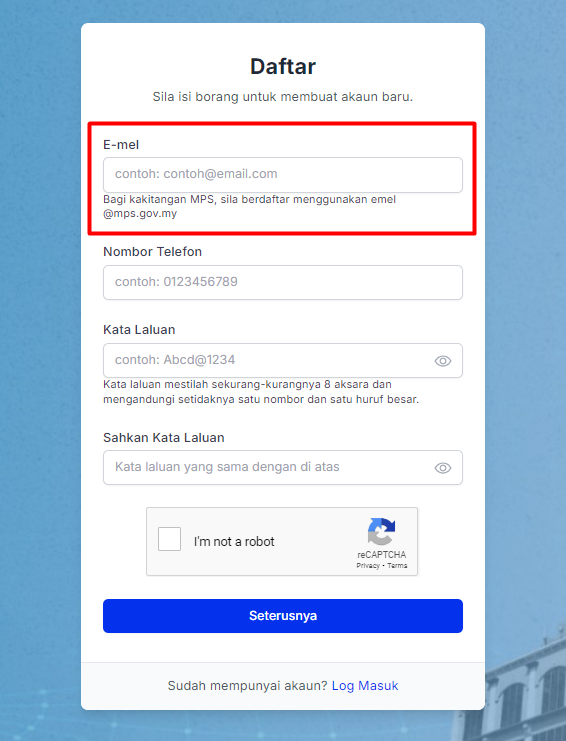 Daftar
Sila isi borang untuk membuat akaun baru.
E-mel
contoh: contoh@email.com
Bagi kakitangan MPS, sila berdaftar menggunakan emel
@mps.gov.my
Nombor Telefon
contoh: 0123456789
Kata Laluan
contoh: Abcd@1234
Kata laluan mestilah sekurang-kurangnya 8 aksara dan
mengandungi setidaknya satu nombor dan satu huruf besar.
Sahkan Kata Laluan
Kata laluan yang sama dengan di atas
I'm not a robot
reCAPTCHA
Privacy - Terms
Seterusnya
Sudah mempunyai akaun? Log Masuk